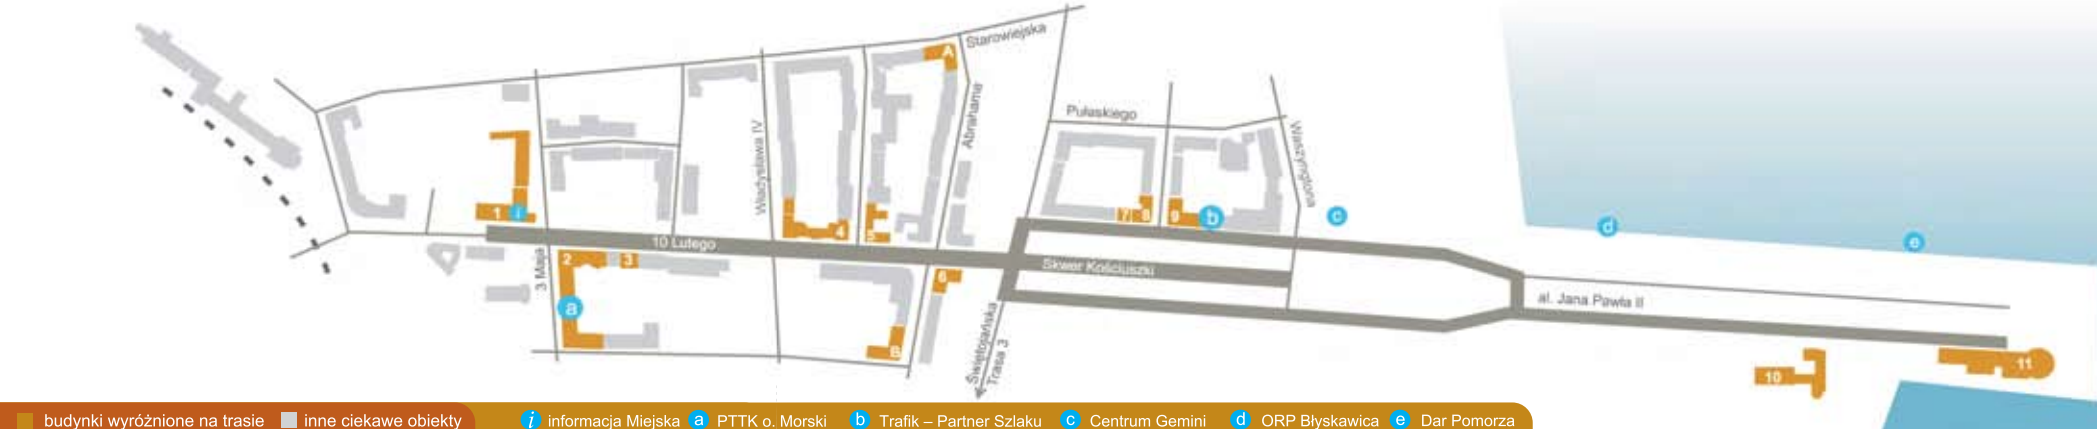 Starowiejska
A
Abrahama
Pułaskiego
Waszyngtona
Władysława IV
1
i
4
5
7
8
9
b
c
d
e
10 Lutego
3 Maja
2
3
a
6
B
Skwer Kościuszki
al. Jana Pawła II
Świętojańska
Trasa 3
10
11
budynki wyróżnione na trasie
inne ciekawe obiekty
i informacja Miejska
a PTTK o. Morski
b Trafik – Partner Szlaku
c Centrum Gemini
d ORP Błyskawica
e Dar Pomorza